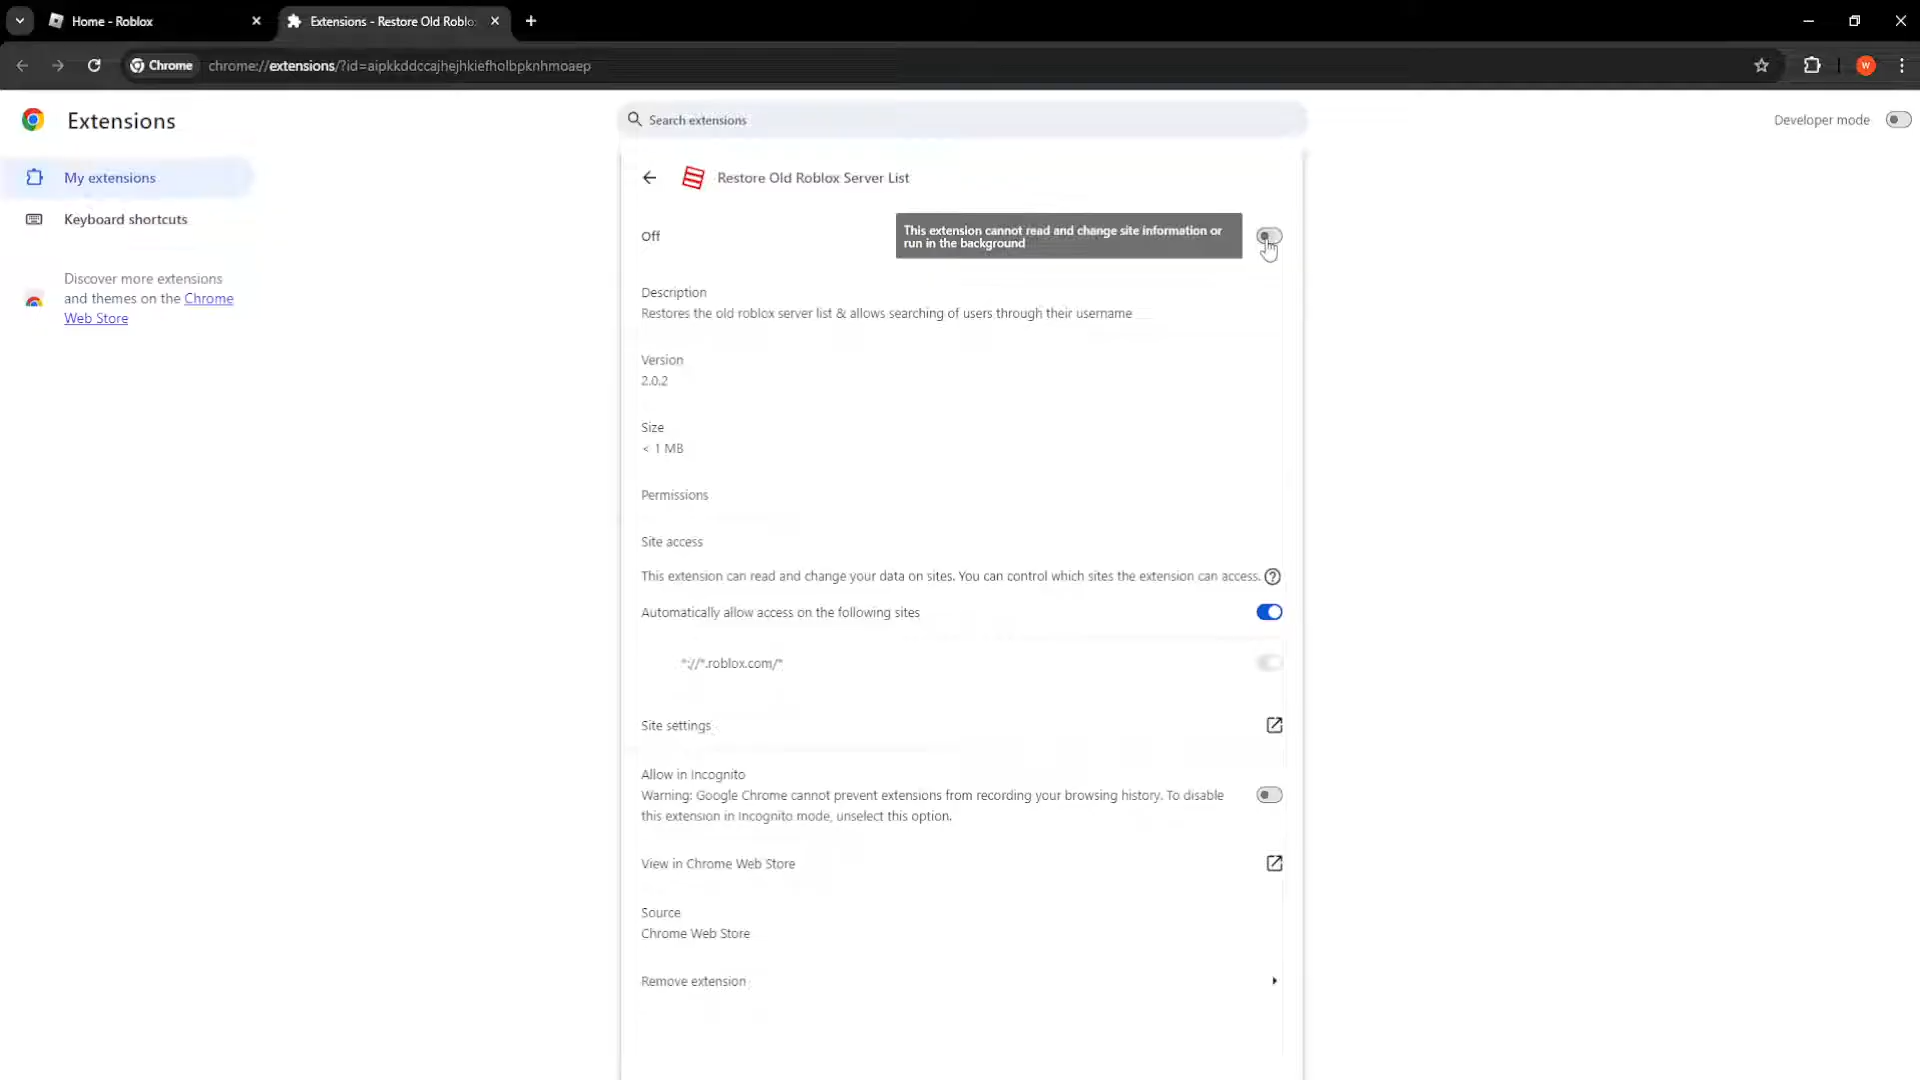 Home - Roblox
Extensions - Restore Old Roblo
Chrome
chrome://extensions/?id=aipkkddccajhejhkiefholbpknhmoaep
W
Extensions
Search extensions
Developer mode
My extensions
Keyboard shortcuts
Discover more extensions
and themes on the Chrome
Web Store
Restore Old Roblox Server List
Off
This extension cannot read and change site information or
run in the background
Description
Restores the old roblox server list & allows searching of users through their username
Version
2.0.2
Size
< 1 MB
Permissions
Site access
This extension can read and change your data on sites. You can control which sites the extension can access.
Automatically allow access on the following sites
*://*.roblox.com/*
Site settings
Allow in Incognito
Warning: Google Chrome cannot prevent extensions from recording your browsing history. To disable
this extension in Incognito mode, unselect this option.
View in Chrome Web Store
Source
Chrome Web Store
Remove extension